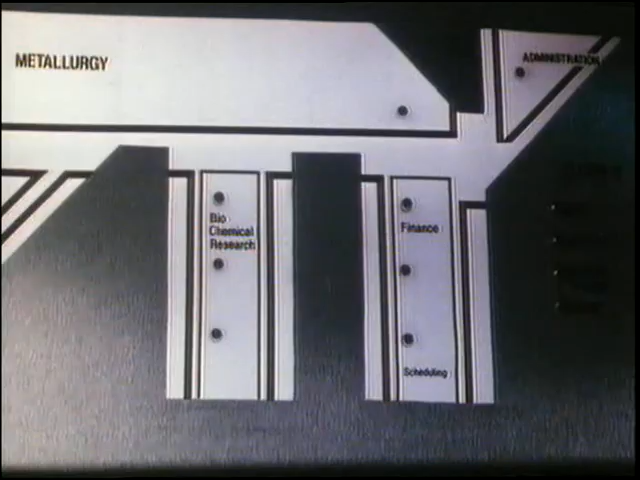 METALLURGY
ADMINISTRATION
Bio
Chemical
Research
Finance
Scheduling